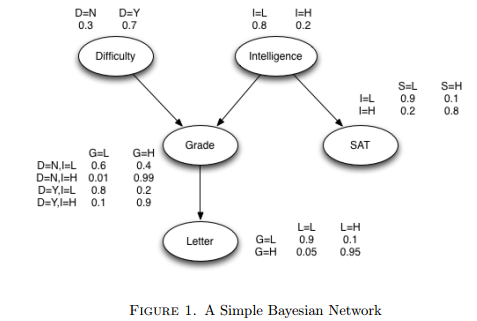 D=N D=Y
0.3 0.7
I=L I=H
0.8 0.2
Difficulty
Intelligence
S=L S=H
I=L 0.9 0.1
I=H 0.2 0.8
Grade
SAT
G=L G=H
D=N,I=L 0.6 0.4
D=N,I=H 0.01 0.99
D=Y,I=L 0.8 0.2
D=Y,I=H 0.1 0.9
Letter
L=L L=H
G=L 0.9 0.1
G=H 0.05 0.95
FIGURE 1. A Simple Bayesian Network